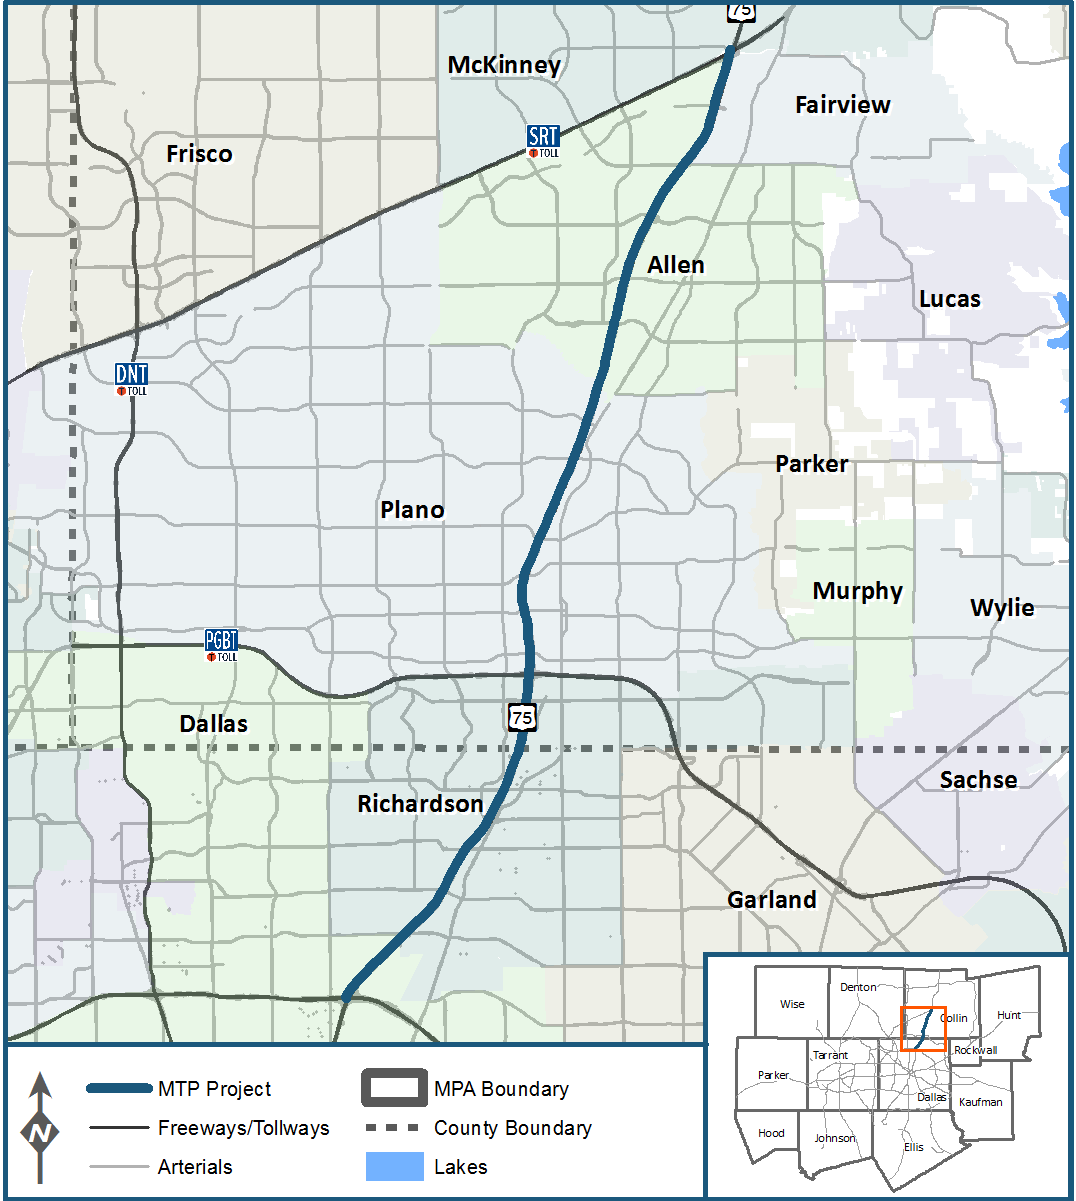 75
McKinney
Fairview
SRT
TOLL
Frisco
Allen
Lucas
DNT
TOLL
Parker
Plano
Murphy
Wylie
PGBT
TOLL
75
Dallas
Sachse
Richardson
Garland
Denton
Wise
Collin
Hunt
Tarrant
Rockwall
Parker
Dallas
Kaufman
Hood
Johnson
Ellis
N
MTP Project
Freeways/Tollways
Arterials
MPA Boundary
County Boundary
Lakes